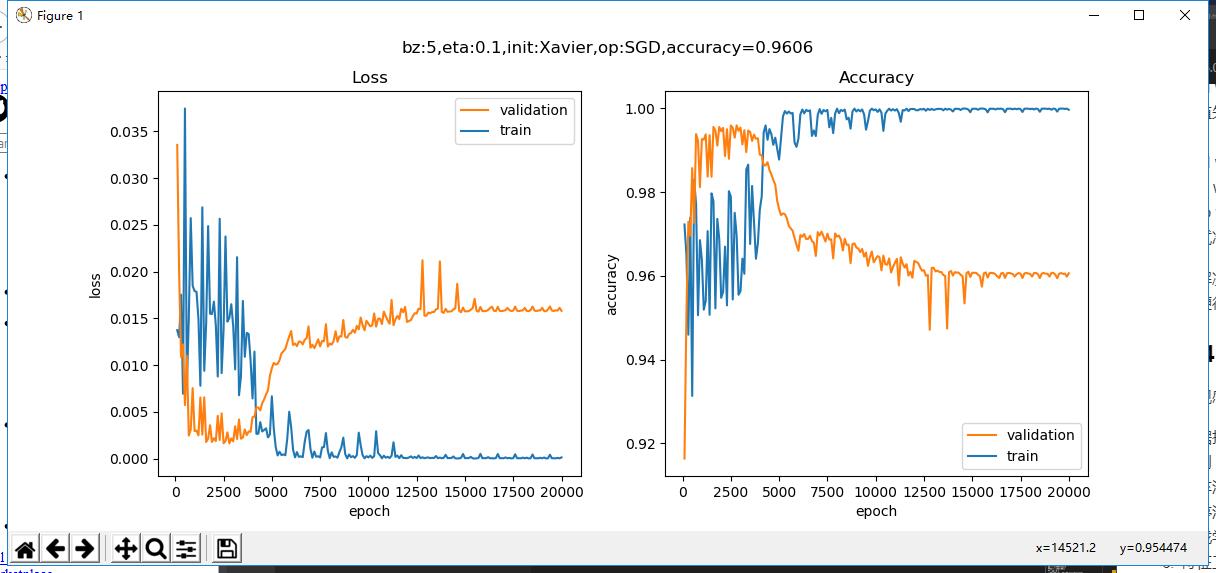 Figure 1
bz:5,eta:0.1,init:Xavier,op:SGD,accuracy=0.9606
Loss
validation
train
0.035
0.030
0.025
0.020
0.015
0.010
0.005
0.000
loss
0 2500 5000 7500 10000 12500 15000 17500 20000
epoch
Accuracy
1.00
0.98
0.96
0.94
0.92
accuracy
validation
train
0 2500 5000 7500 10000 12500 15000 17500 20000
epoch
x=14521.2 y=0.954474